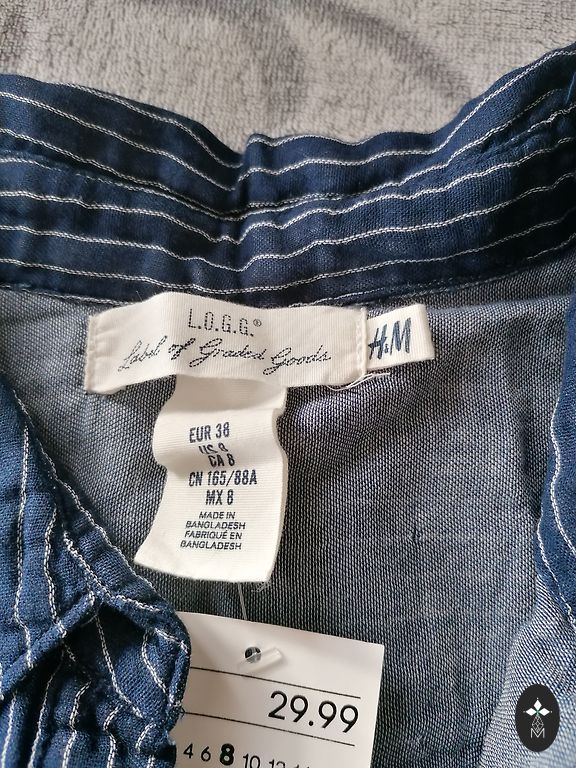 L.O.G.G.®
Label of Graded Goods
H&M
EUR 38
US 8
CA 8
CN 165/88A
MX 8
MADE IN
BANGLADESH
FABRIQUÉ EN
BANGLADESH
29.99
4 6 8 10 12
M